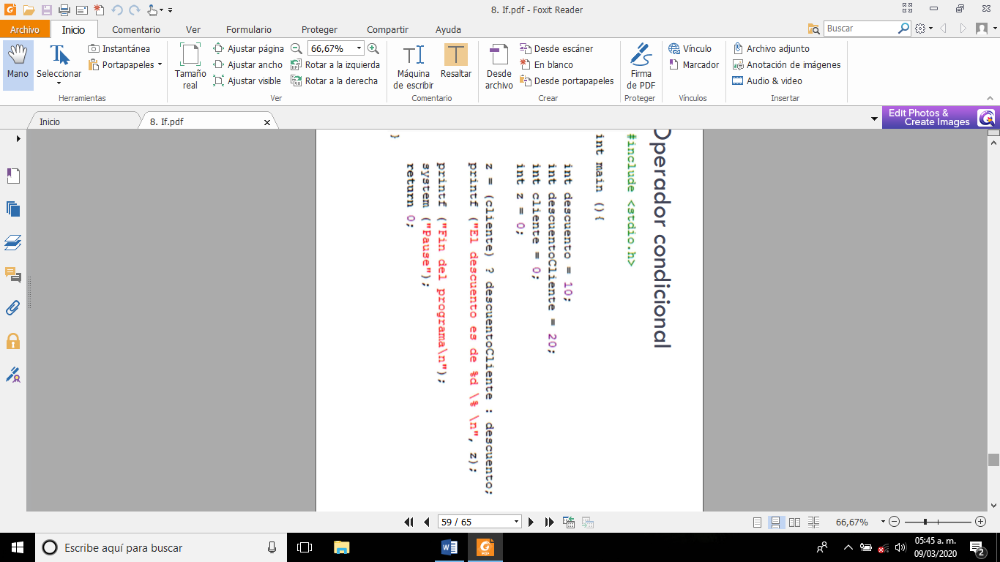 8. If.pdf - Foxit Reader
Archivo
Inicio
Comentario
Ver
Formulario
Proteger
Compartir
Ayuda
Buscar
Mano
Seleccionar
Instantánea
Portapapeles
Herramientas
Tamaño real
Ajustar página
Ajustar ancho
Ajustar visible
66,67%
Rotar a la izquierda
Rotar a la derecha
Ver
Máquina de escribir
Resaltar
Comentario
Desde archivo
Desde escáner
En blanco
Desde portapapeles
Crear
Firma de PDF
Proteger
Vínculo
Marcador
Vínculos
Archivo adjunto
Anotación de imágenes
Audio & video
Insertar
Inicio
8. If.pdf
Edit Photos &
Create Images
Operador condicional
#include <stdio.h>
int main (){
int descuento = 10;
int descuentoCliente = 20;
int cliente = 0;
int z = 0;
z = (cliente) ? descuentoCliente : descuento;
printf ("El descuento es de %d \% \n", z);
printf ("Fin del programa\n");
system ("Pause");
return 0;
}
59 / 65
66,67%
Escribe aquí para buscar
PDF
05:45 a. m.
09/03/2020
2